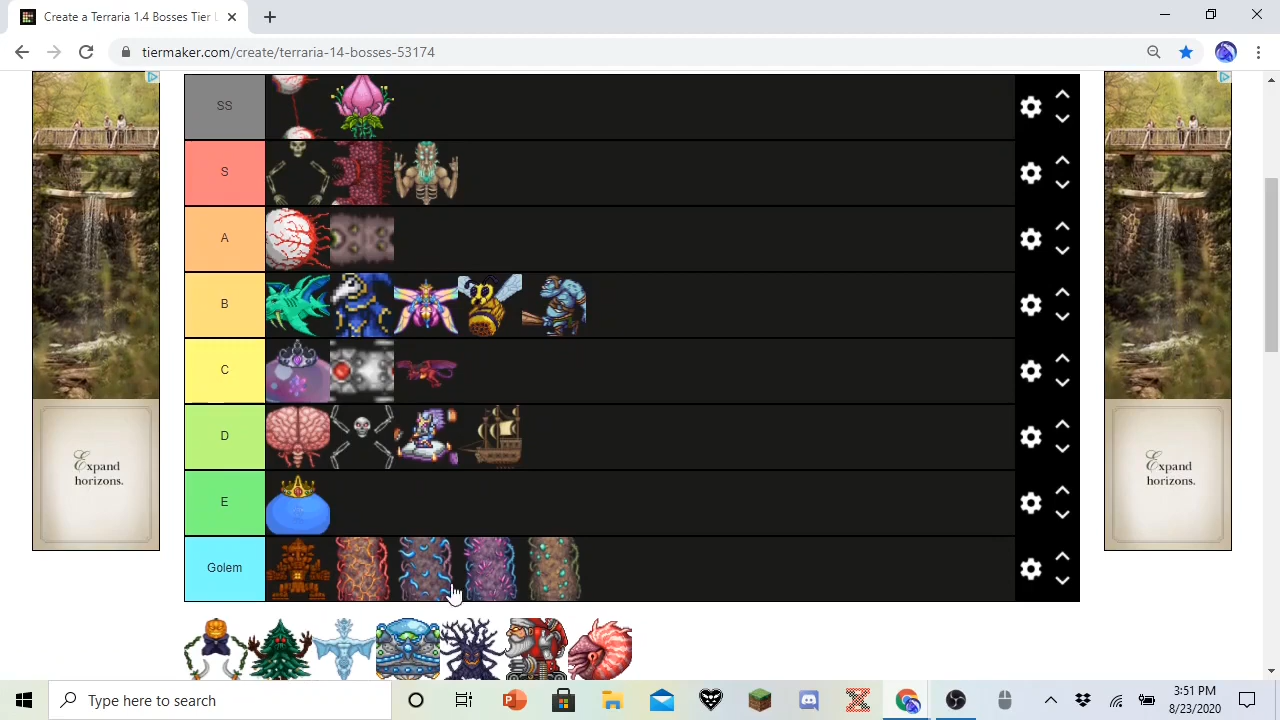 Create a Terraria 1.4 Bosses Tier L
tiermaker.com/create/terraria-14-bosses-53174
SS
S
A
B
C
D
E
Golem
Expand
horizons.
Expand
horizons.
Type here to search
3:51 PM
8/23/2020